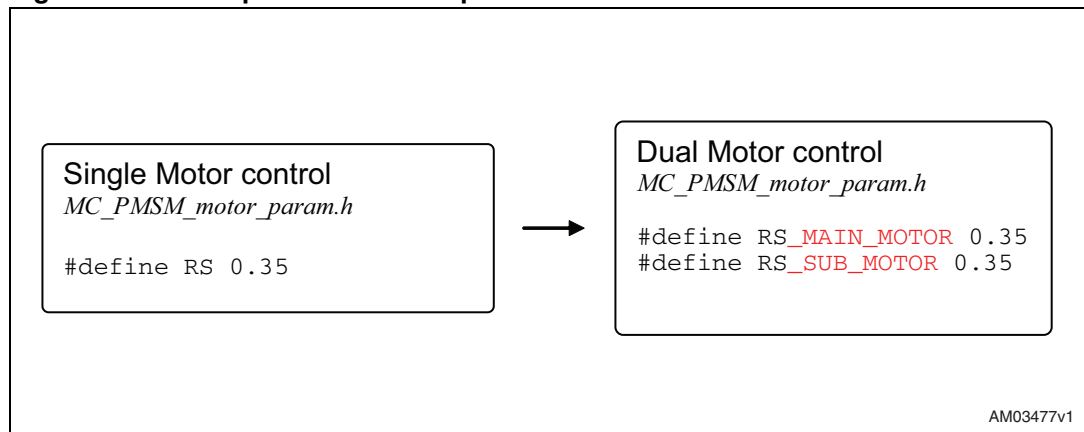 Single Motor control
MC_PMSM_motor_param.h
#define RS 0.35
Dual Motor control
MC_PMSM_motor_param.h
#define RS_MAIN_MOTOR 0.35
#define RS_SUB_MOTOR 0.35
AM03477v1